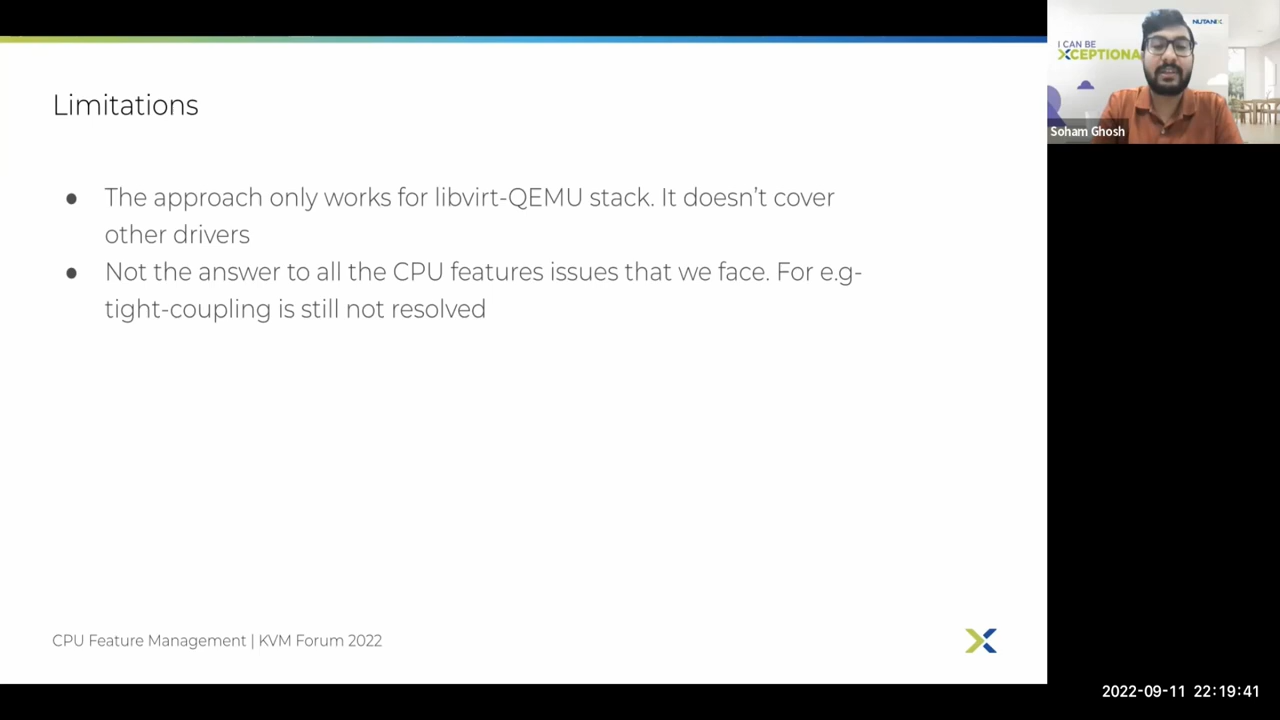 Limitations
● The approach only works for libvirt-QEMU stack. It doesn't cover
other drivers
● Not the answer to all the CPU features issues that we face. For e.g-
tight-coupling is still not resolved
CPU Feature Management | KVM Forum 2022
NUTANIX
I CAN BE
XCEPTIONA
Soham Ghosh
2022-09-11 22:19:41